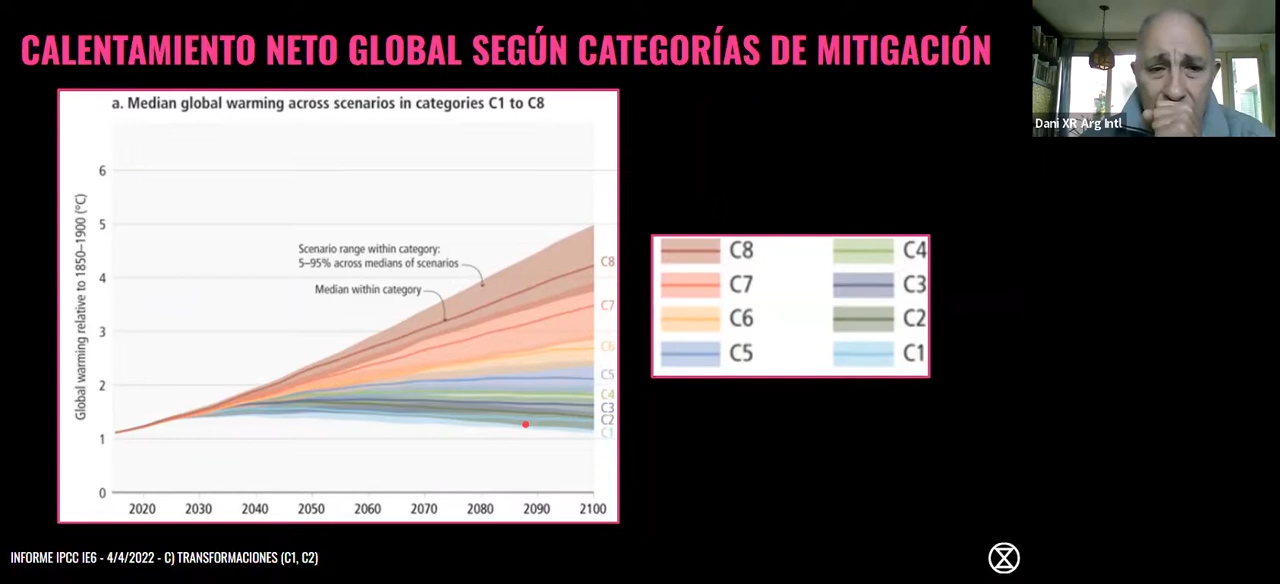 CALENTAMIENTO NETO GLOBAL SEGÚN CATEGORÍAS DE MITIGACIÓN
Dani XR Arg Intl
a. Median global warming across scenarios in categories C1 to C8
Global warming relative to 1850–1900 (°C)
6
5
4
3
2
1
0
Scenario range within category:
5–95% across medians of scenarios
Median within category
C8
C7
C6
C5
C4
C3
C2
C1
2020 2030 2040 2050 2060 2070 2080 2090 2100
C8 C4
C7 C3
C6 C2
C5 C1
INFORME IPCC IE6 - 4/4/2022 - C) TRANSFORMACIONES (C1, C2)